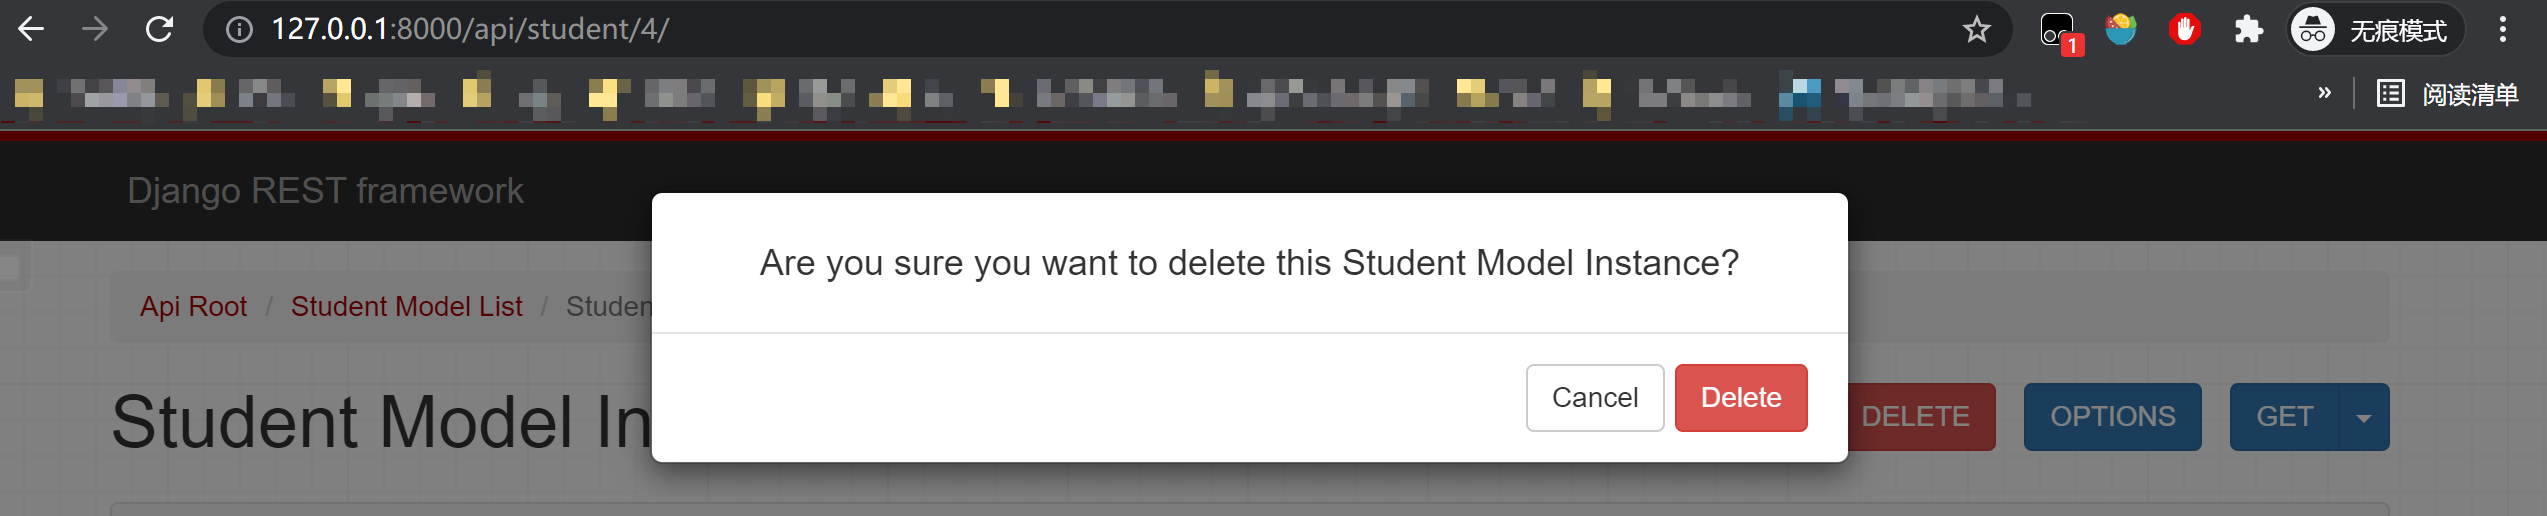 127.0.0.1:8000/api/student/4/
1
无痕模式
»
阅读清单
Django REST framework
Are you sure you want to delete this Student Model Instance?
Api Root / Student Model List / Studen
Cancel
Delete
Student Model In
DELETE
OPTIONS
GET